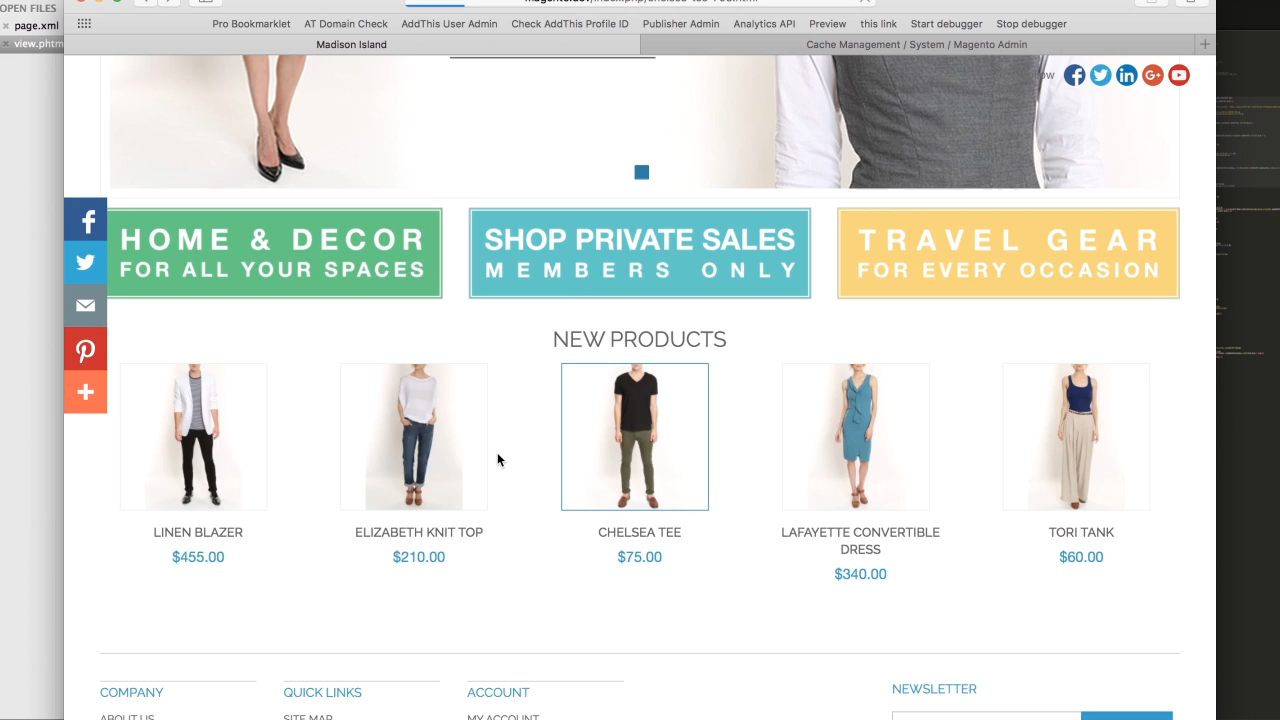 OPEN FILES
page.xml
view.phtm
Pro Bookmarklet AT Domain Check AddThis User Admin Check AddThis Profile ID Publisher Admin Analytics API Preview this link Start debugger Stop debugger
Madison Island
Cache Management / System / Magento Admin
HOME & DECOR
FOR ALL YOUR SPACES
SHOP PRIVATE SALES
MEMBERS ONLY
TRAVEL GEAR
FOR EVERY OCCASION
NEW PRODUCTS
LINEN BLAZER
$455.00
ELIZABETH KNIT TOP
$210.00
CHELSEA TEE
$75.00
LAFAYETTE CONVERTIBLE
DRESS
$340.00
TORI TANK
$60.00
COMPANY
ABOUT US
QUICK LINKS
SITE MAP
ACCOUNT
MY ACCOUNT
NEWSLETTER